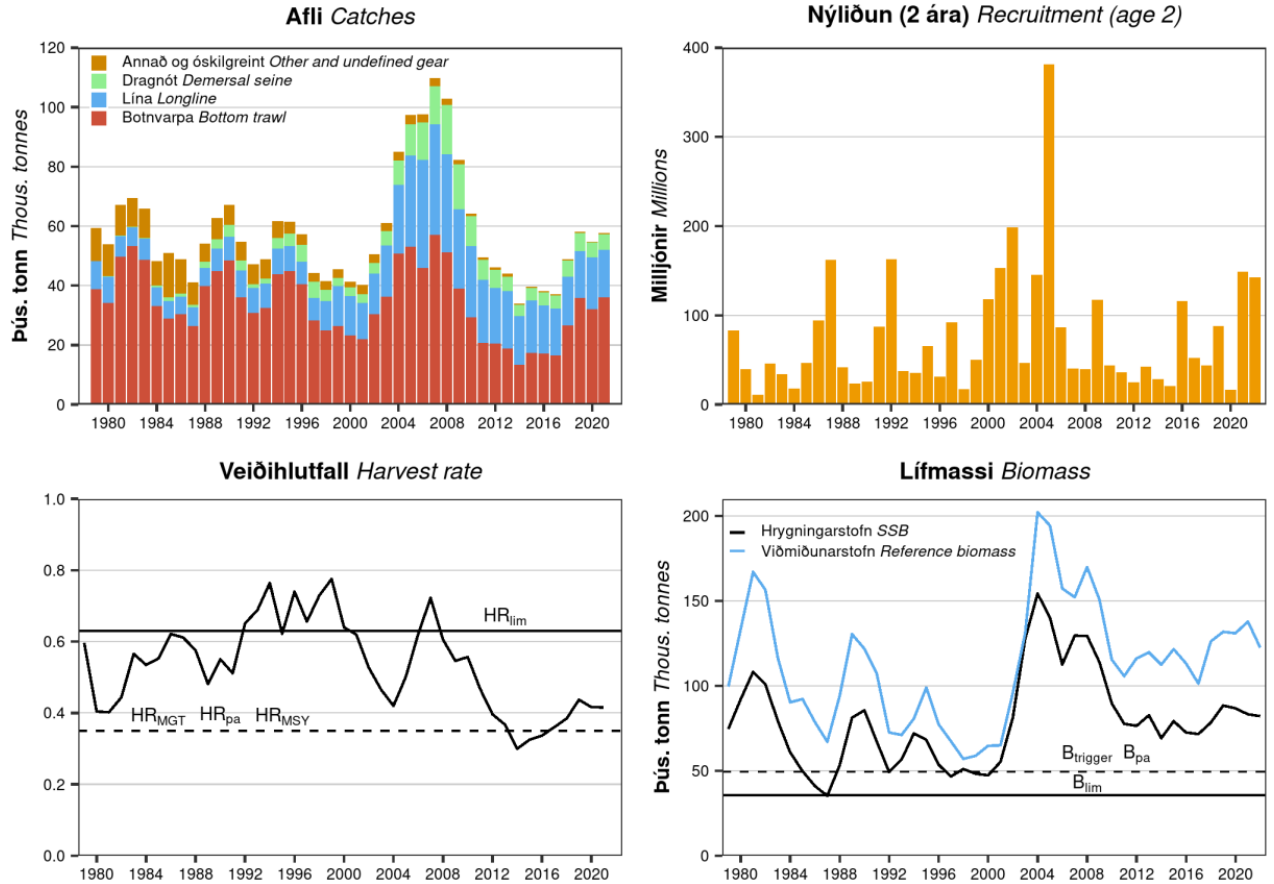 Afli Catches
Þús. tonn Thous. tonnes
120
100
80
60
40
20
0
Annað og óskilgreint Other and undefined gear
Dragnót Demersal seine
Lína Longline
Botnvarpa Bottom trawl
1980 1984 1988 1992 1996 2000 2004 2008 2012 2016 2020
Nýliðun (2 ára) Recruitment (age 2)
Milljónir Millions
400
300
200
100
0
1980 1984 1988 1992 1996 2000 2004 2008 2012 2016 2020
Veiðihlutfall Harvest rate
1.0
0.8
0.6
0.4
0.2
0.0
HRlim
HRMGT HRpa HRMSY
1980 1984 1988 1992 1996 2000 2004 2008 2012 2016 2020
Lífmassi Biomass
Þús. tonn Thous. tonnes
200
150
100
50
0
Hrygningarstofn SSB
Viðmiðunarstofn Reference biomass
Btrigger Bpa
Blim
1980 1984 1988 1992 1996 2000 2004 2008 2012 2016 2020